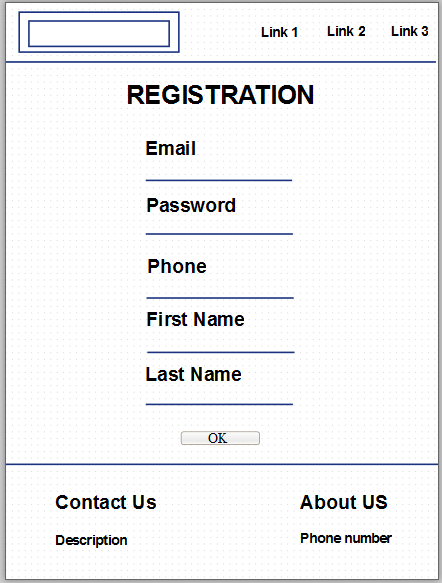 Link 1 Link 2 Link 3
REGISTRATION
Email
Password
Phone
First Name
Last Name
OK
Contact Us About US
Description Phone number